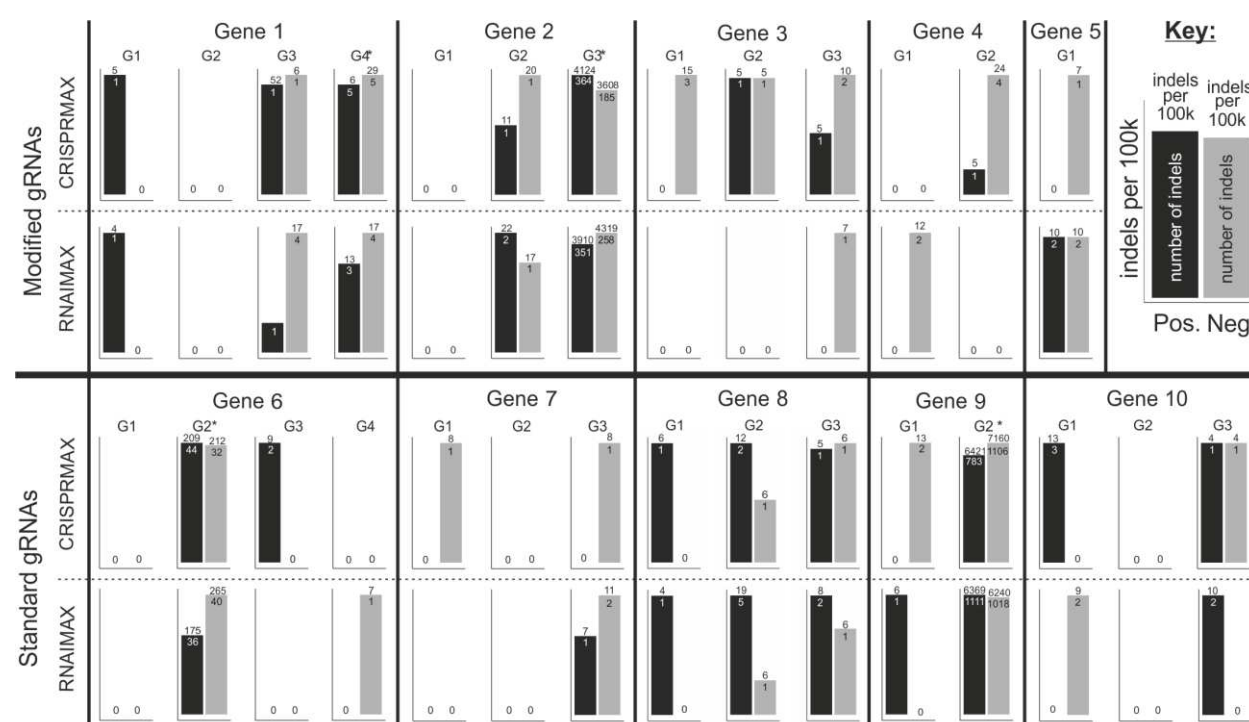 Gene 1 Gene 2 Gene 3 Gene 4 Gene 5 Key:
G1 G2 G3 G4* G1 G2 G3* G1 G2 G3 G1 G2 G1
Modified gRNAs
CRISPRMAX
5 52 6 6 29 11 20 4124 3608 15 5 5 5 10 5 24 7
1 0 0 0 1 1 5 5 0 0 1 1 364 185 0 3 1 1 1 2 0 0 1 4 0 1
RNAIMAX
4 17 13 17 22 17 3910 4319 7 12 10 10
1 0 0 0 1 4 3 4 0 0 2 1 351 258 0 0 0 0 0 1 0 2 0 0 2 2
indels per 100k
indels per 100k
indels per 100k
number of indels
number of indels
Pos. Neg
Gene 6 Gene 7 Gene 8 Gene 9 Gene 10
G1 G2* G3 G4 G1 G2 G3 G1 G2 G3 G1 G2* G1 G2 G3
Standard gRNAs
CRISPRMAX
209 212 9 8 8 6 12 6 5 6 13 6421 7160 13 4 4
0 0 44 32 2 0 0 0 0 1 0 0 0 1 1 0 2 1 1 1 0 2 783 1106 3 0 0 0 1 1
RNAIMAX
175 265 7 7 11 4 19 6 8 6 6 6369 6240 9 10
0 0 36 40 0 0 0 1 0 0 0 0 1 2 1 0 5 1 2 1 1 0 1111 1018 0 2 0 0 2 0